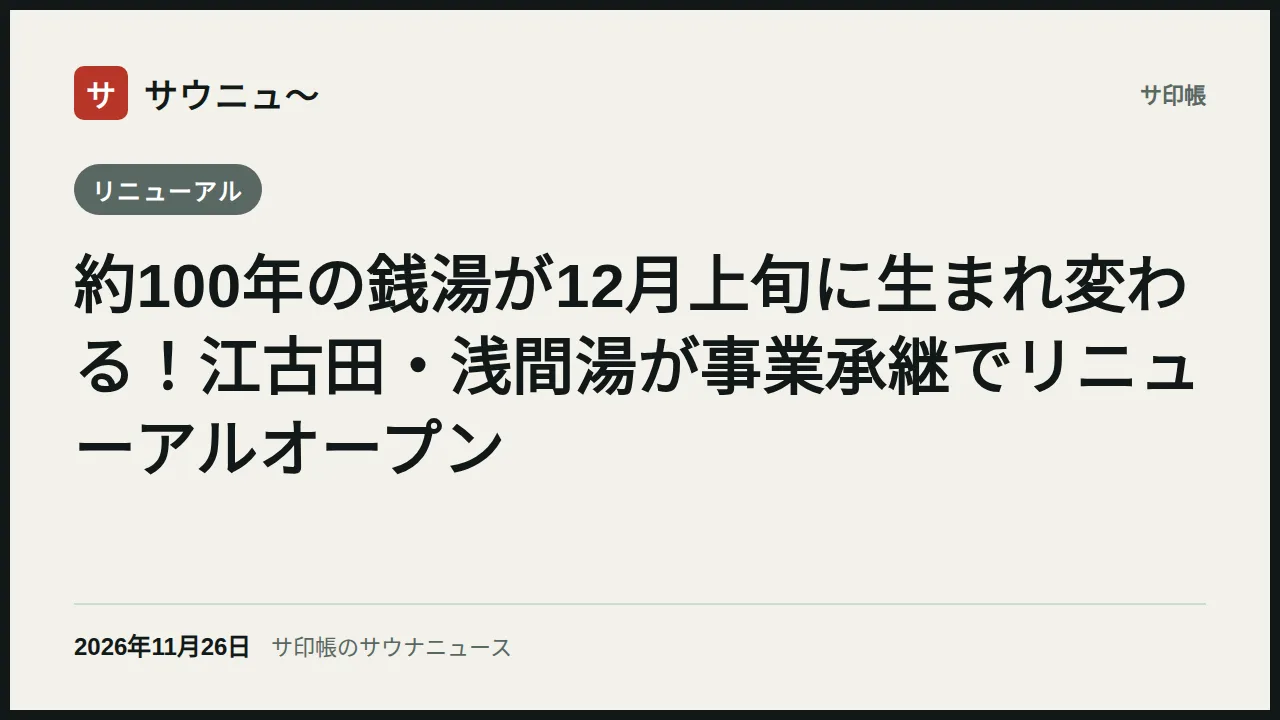 サ サウニュ〜
サ印帳
リニューアル
約100年の銭湯が12月上旬に生まれ変わ
る！江古田・浅間湯が事業承継でリニュ
ーアルオープン
2026年11月26日 サ印帳のサウナニュース